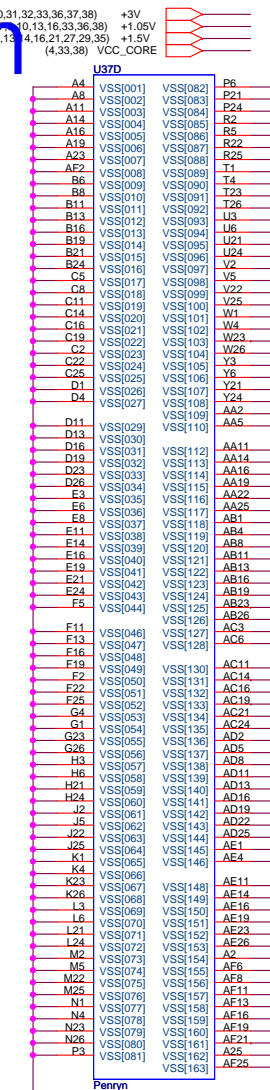 0,31,32,33,36,37,38) +3V
10,13,16,33,36,38) +1.05V
,13,14,16,21,27,29,35) +1.5V
(4,33,38) VCC_CORE
U37D
A4 VSS[001] VSS[082] P6
A8 VSS[002] VSS[083] P21
A11 VSS[003] VSS[084] P24
A14 VSS[004] VSS[085] R2
A16 VSS[005] VSS[086] R5
A19 VSS[006] VSS[087] R22
A23 VSS[007] VSS[088] R25
AF2 VSS[008] VSS[089] T1
B6 VSS[009] VSS[090] T4
B8 VSS[010] VSS[091] T23
B11 VSS[011] VSS[092] T26
B13 VSS[012] VSS[093] U3
B16 VSS[013] VSS[094] U6
B19 VSS[014] VSS[095] U21
B21 VSS[015] VSS[096] U24
B24 VSS[016] VSS[097] V2
C5 VSS[017] VSS[098] V5
C8 VSS[018] VSS[099] V22
C11 VSS[019] VSS[100] V25
C14 VSS[020] VSS[101] W1
C16 VSS[021] VSS[102] W4
C19 VSS[022] VSS[103] W23
C2 VSS[023] VSS[104] W26
C22 VSS[024] VSS[105] Y3
C25 VSS[025] VSS[106] Y6
D1 VSS[026] VSS[107] Y21
D4 VSS[027] VSS[108] Y24
VSS[109] AA2
D11 VSS[029] VSS[110] AA5
D13 VSS[030]
D16 VSS[031] VSS[112] AA11
D19 VSS[032] VSS[113] AA14
D23 VSS[033] VSS[114] AA16
D26 VSS[034] VSS[115] AA19
E3 VSS[035] VSS[116] AA22
E6 VSS[036] VSS[117] AA25
E8 VSS[037] VSS[118] AB1
E11 VSS[038] VSS[119] AB4
E14 VSS[039] VSS[120] AB8
E16 VSS[040] VSS[121] AB11
E19 VSS[041] VSS[122] AB13
E21 VSS[042] VSS[123] AB16
E24 VSS[043] VSS[124] AB19
F5 VSS[044] VSS[125] AB23
VSS[126] AB26
F11 VSS[046] VSS[127] AC3
F13 VSS[047] VSS[128] AC6
F16 VSS[048]
F19 VSS[049] VSS[130] AC11
F2 VSS[050] VSS[131] AC14
F22 VSS[051] VSS[132] AC16
F25 VSS[052] VSS[133] AC19
G4 VSS[053] VSS[134] AC21
G1 VSS[054] VSS[135] AC24
G23 VSS[055] VSS[136] AD2
G26 VSS[056] VSS[137] AD5
H3 VSS[057] VSS[138] AD8
H6 VSS[058] VSS[139] AD11
H21 VSS[059] VSS[140] AD13
H24 VSS[060] VSS[141] AD16
J2 VSS[061] VSS[142] AD19
J5 VSS[062] VSS[143] AD22
J22 VSS[063] VSS[144] AD25
J25 VSS[064] VSS[145] AE1
K1 VSS[065] VSS[146] AE4
K4 VSS[066]
K23 VSS[067] VSS[148] AE11
K26 VSS[068] VSS[149] AE14
L3 VSS[069] VSS[150] AE16
L6 VSS[070] VSS[151] AE19
L21 VSS[071] VSS[152] AE23
L24 VSS[072] VSS[153] AE26
M2 VSS[073] VSS[154] A2
M5 VSS[074] VSS[155] AF6
M22 VSS[075] VSS[156] AF8
M25 VSS[076] VSS[157] AF11
N1 VSS[077] VSS[158] AF13
N4 VSS[078] VSS[159] AF16
N23 VSS[079] VSS[160] AF19
N26 VSS[080] VSS[161] AF21
P3 VSS[081] VSS[162] A25
VSS[163] AF25
Penryn